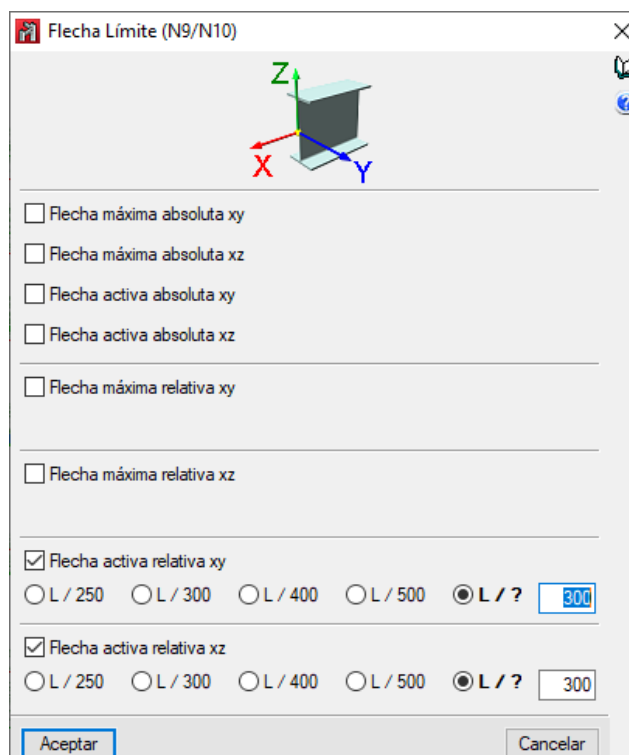 Flecha Límite (N9/N10)
Z
X
Y
Flecha máxima absoluta xy
Flecha máxima absoluta xz
Flecha activa absoluta xy
Flecha activa absoluta xz
Flecha máxima relativa xy
Flecha máxima relativa xz
Flecha activa relativa xy
L / 250 L / 300 L / 400 L / 500 L / ? 300
Flecha activa relativa xz
L / 250 L / 300 L / 400 L / 500 L / ? 300
Aceptar Cancelar